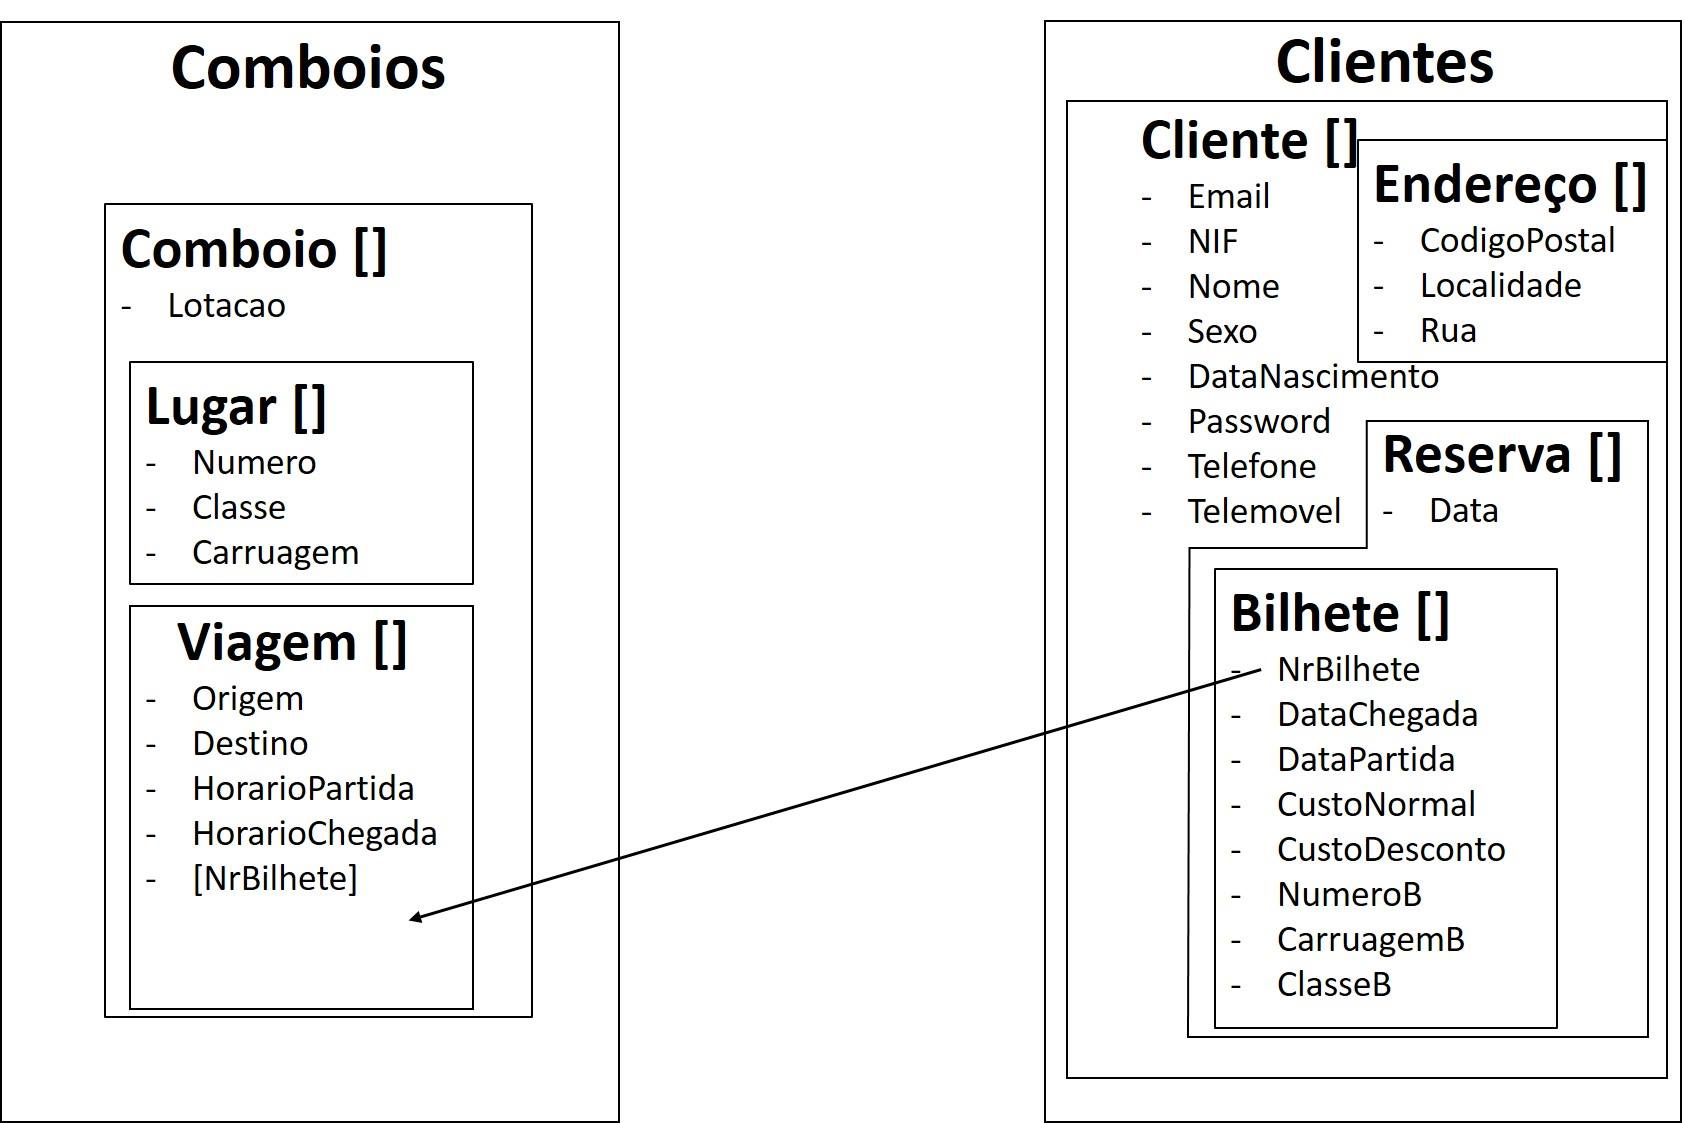 Comboios
Comboio []
- Lotacao
Lugar []
- Numero
- Classe
- Carruagem
Viagem []
- Origem
- Destino
- HorarioPartida
- HorarioChegada
- [NrBilhete]
Clientes
Cliente []
- Email
- NIF
- Nome
- Sexo
- DataNascimento
- Password
- Telefone
- Telemovel
Endereço []
- CodigoPostal
- Localidade
- Rua
Reserva []
- Data
Bilhete []
- NrBilhete
- DataChegada
- DataPartida
- CustoNormal
- CustoDesconto
- NumeroB
- CarruagemB
- ClasseB